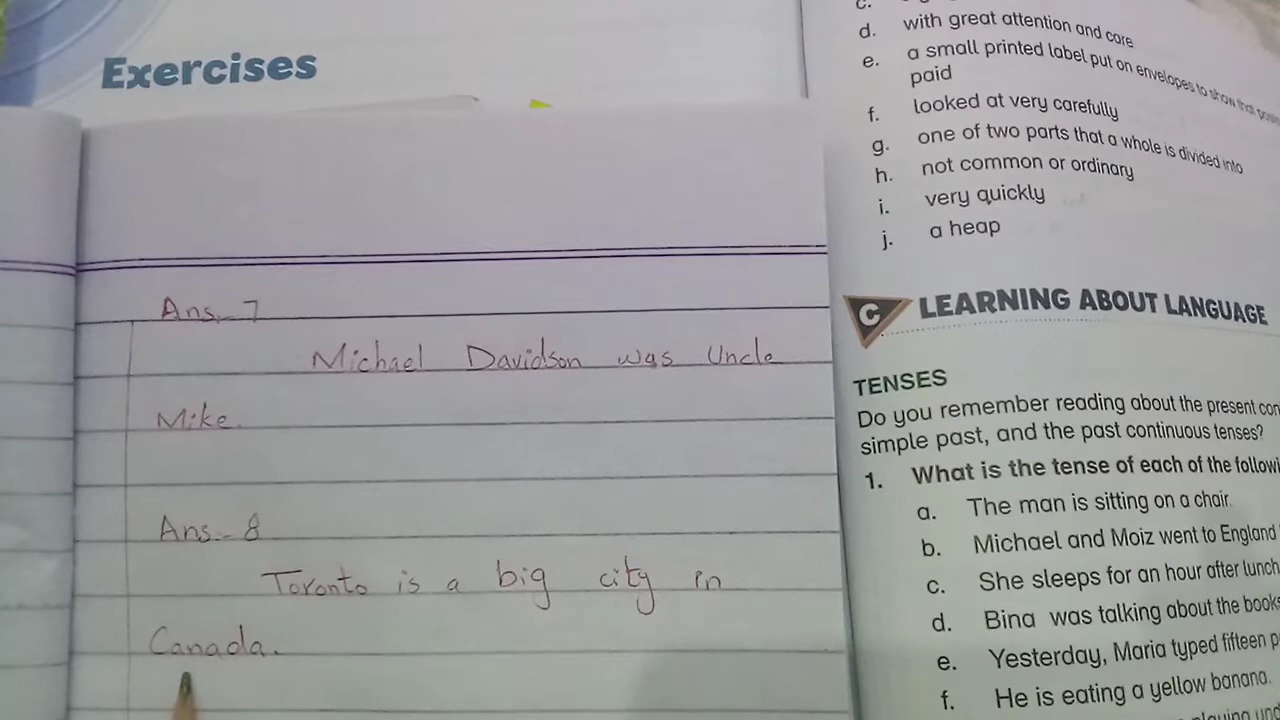 Exercises
Ans.- 7
Michael Davidson was Uncle
Mike.
Ans.- 8
Toronto is a big city in
Canada.
c.
d. with great attention and care
e. a small printed label put on envelopes to show that
paid
f. looked at very carefully
g. one of two parts that a whole is divided into
h. not common or ordinary
i. very quickly
j. a heap
C LEARNING ABOUT LANGUAGE
TENSES
Do you remember reading about the present
simple past, and the past continuous tenses?
1. What is the tense of each of the
a. The man is sitting on a chair.
b. Michael and Moiz went to England
c. She sleeps for an hour after lunch
d. Bina was talking about the books
e. Yesterday, Maria typed fifteen
f. He is eating a yellow banana.